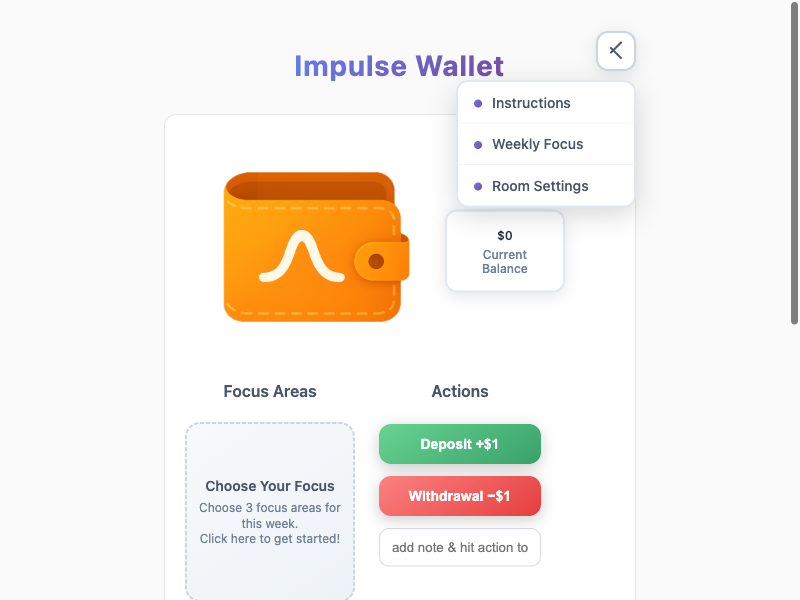 Impulse Wallet
Instructions
Weekly Focus
Room Settings
$0
Current
Balance
Focus Areas
Actions
Choose Your Focus
Choose 3 focus areas for
this week.
Click here to get started!
Deposit +$1
Withdrawal −$1
add note & hit action to